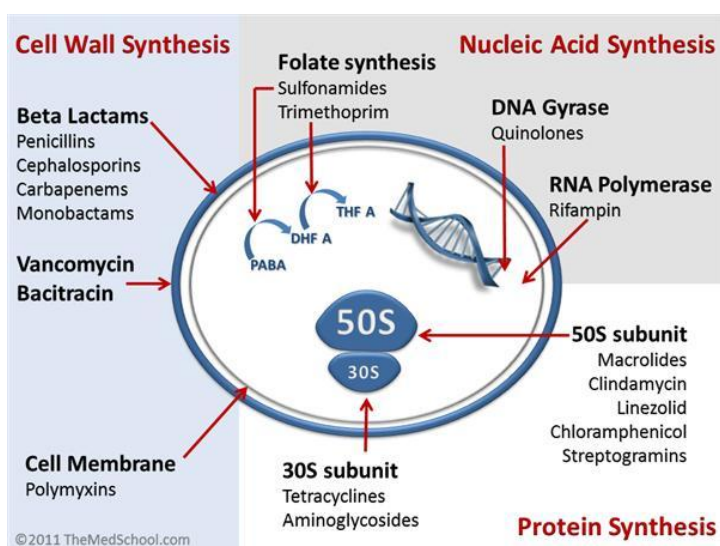 Cell Wall Synthesis
Nucleic Acid Synthesis
Folate synthesis
Sulfonamides
Trimethoprim
Beta Lactams
Penicillins
Cephalosporins
Carbapenems
Monobactams
DNA Gyrase
Quinolones
RNA Polymerase
Rifampin
THF A
DHF A
PABA
Vancomycin
Bacitracin
50S
30S
50S subunit
Macrolides
Clindamycin
Linezolid
Chloramphenicol
Streptogramins
Cell Membrane
Polymyxins
30S subunit
Tetracyclines
Aminoglycosides
Protein Synthesis
©2011 TheMedSchool.com